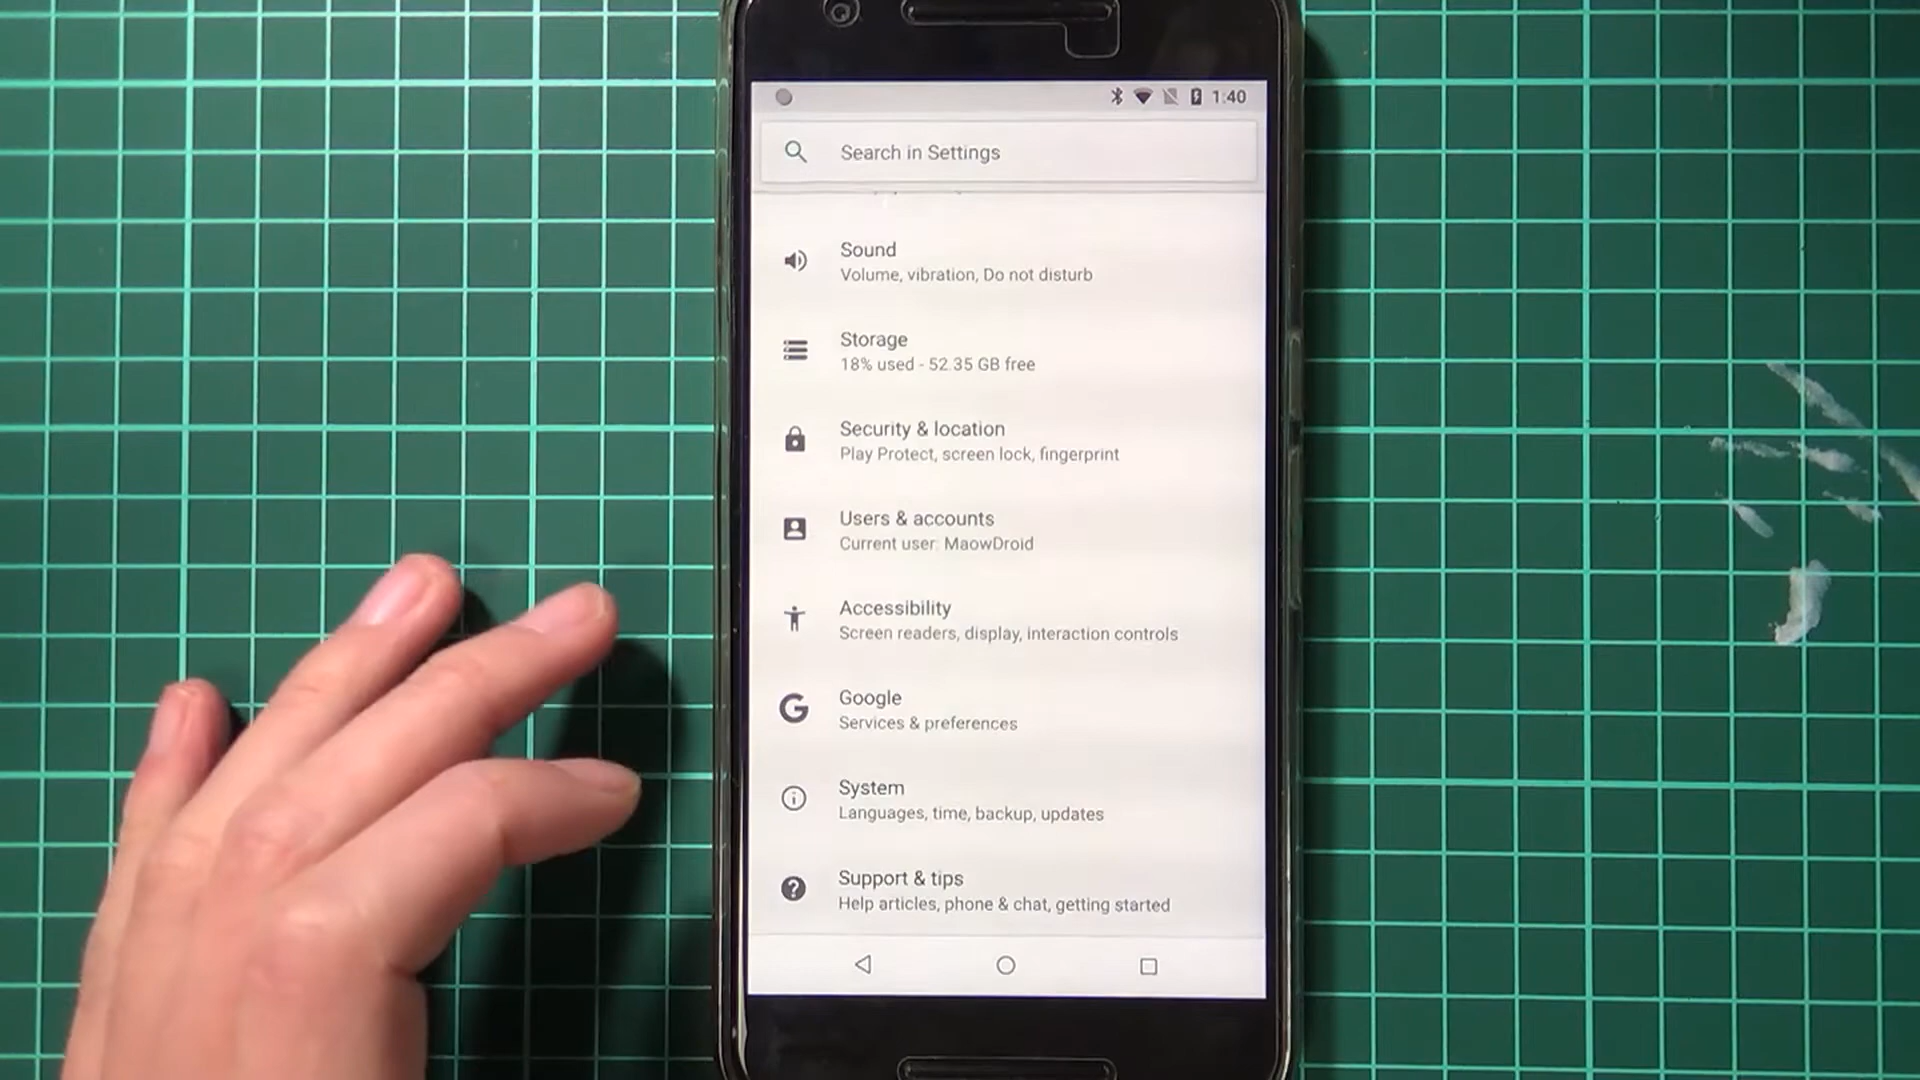 1:40
Search in Settings
Sound
Volume, vibration, Do not disturb
Storage
18% used - 52.35 GB free
Security & location
Play Protect, screen lock, fingerprint
Users & accounts
Current user: MaowDroid
Accessibility
Screen readers, display, interaction controls
Google
Services & preferences
System
Languages, time, backup, updates
Support & tips
Help articles, phone & chat, getting started